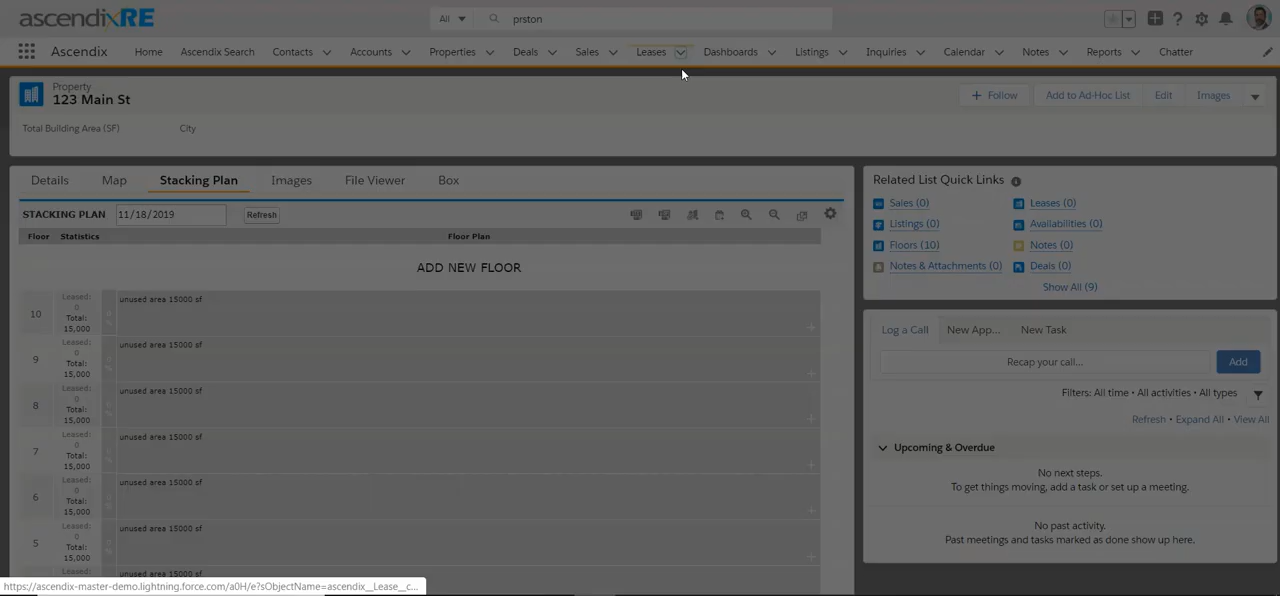 ascendixRE
All
prston
Ascendix
Home
Ascendix Search
Contacts
Accounts
Properties
Deals
Sales
Leases
Dashboards
Listings
Inquiries
Calendar
Notes
Reports
Chatter
Property
123 Main St
+ Follow
Add to Ad-Hoc List
Edit
Images
Total Building Area (SF)
City
Details
Map
Stacking Plan
Images
File Viewer
Box
STACKING PLAN
11/18/2019
Refresh
Floor
Statistics
Floor Plan
ADD NEW FLOOR
10
Leased:
0
Total:
15,000
unused area 15000 sf
9
Leased:
0
Total:
15,000
unused area 15000 sf
8
Leased:
0
Total:
15,000
unused area 15000 sf
7
Leased:
0
Total:
15,000
unused area 15000 sf
6
Leased:
0
Total:
15,000
unused area 15000 sf
5
Leased:
0
Total:
15,000
unused area 15000 sf
Leased:
unused area 15000 sf
Related List Quick Links
Sales (0)
Leases (0)
Listings (0)
Availabilities (0)
Floors (10)
Notes (0)
Notes & Attachments (0)
Deals (0)
Show All (9)
Log a Call
New App...
New Task
Recap your call...
Add
Filters: All time • All activities • All types
Refresh • Expand All • View All
Upcoming & Overdue
No next steps.
To get things moving, add a task or set up a meeting.
No past activity.
Past meetings and tasks marked as done show up here.
https://ascendix-master-demo.lightning.force.com/a0H/e?sObjectName=ascendix__Lease__c...